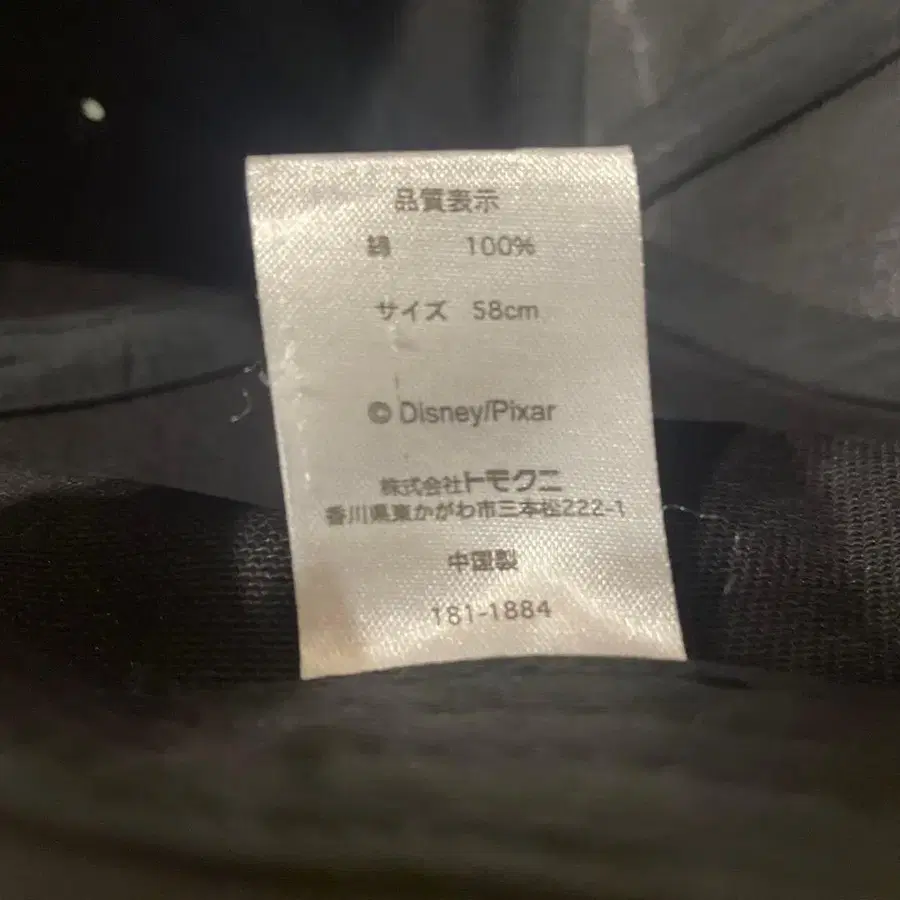 品質表示
綿 100%
サイズ 58cm
© Disney/Pixar
株式会社トモクニ
香川県東かがわ市三本松222-1
中国製
181-1884